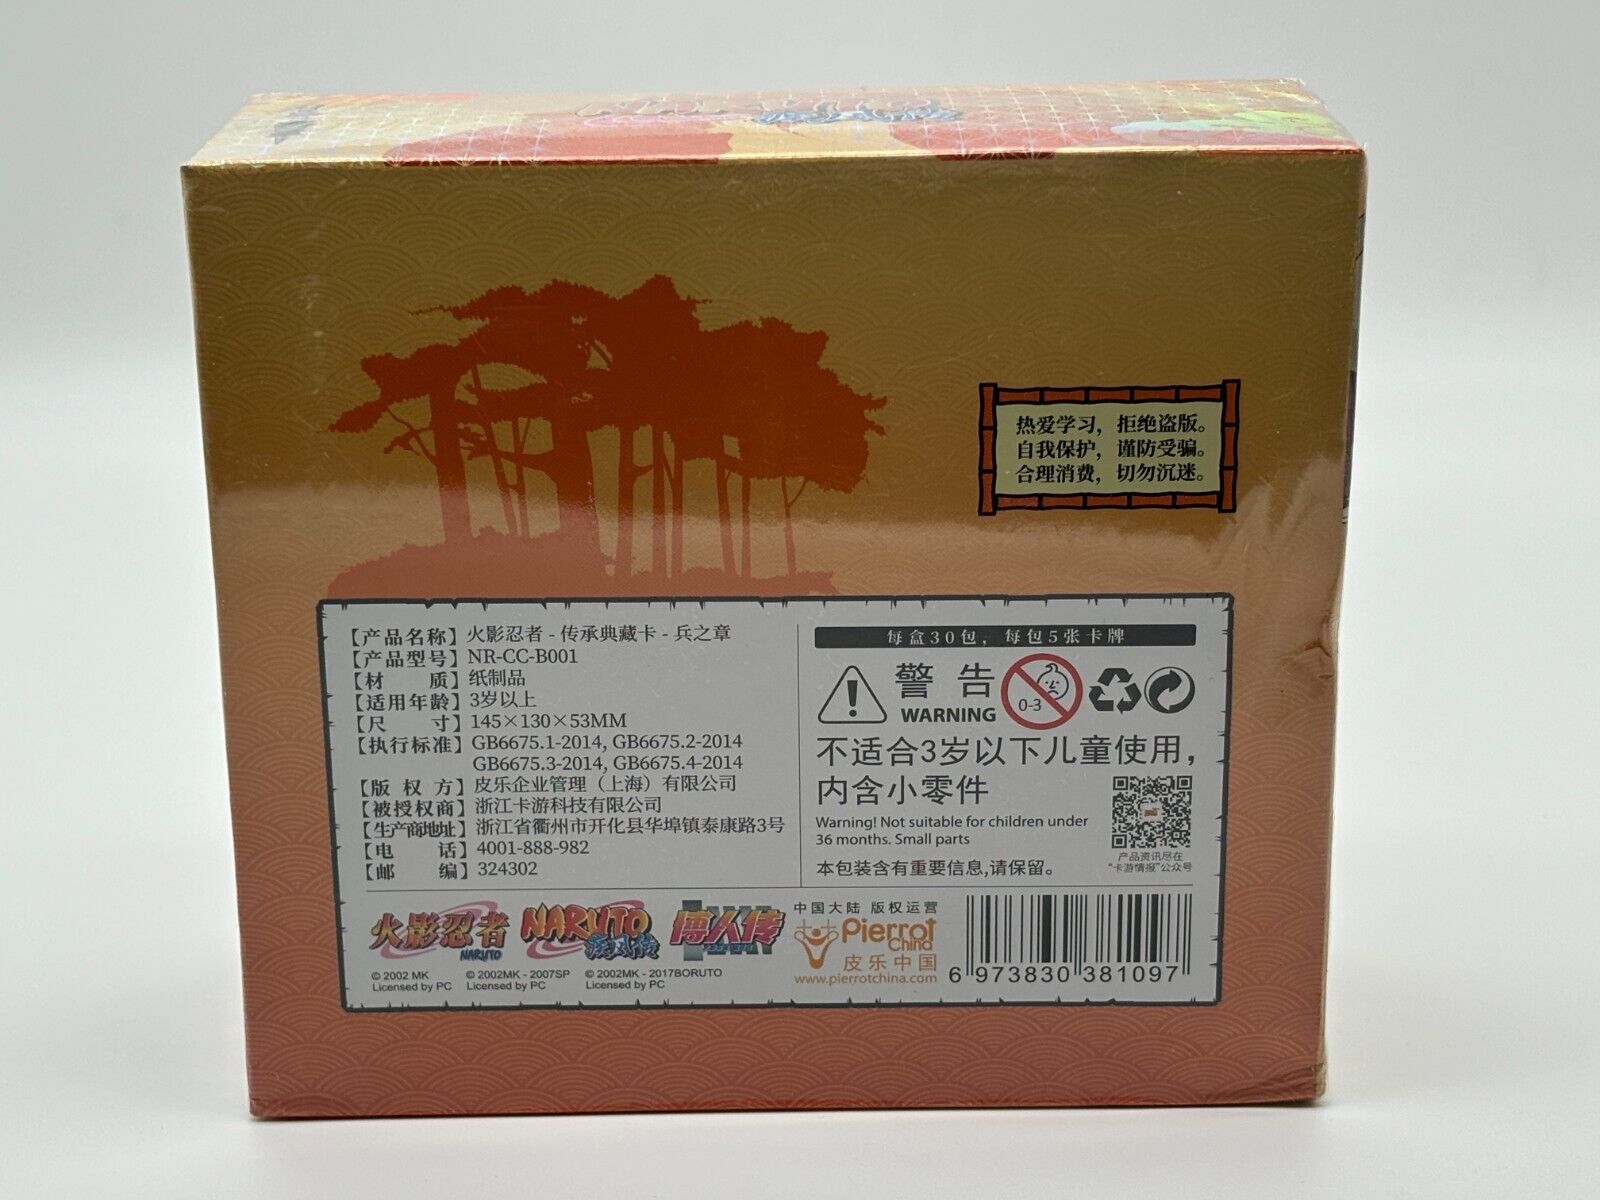 NARUTO
疾风传
热爱学习，拒绝盗版。
自我保护，谨防受骗。
合理消费，切勿沉迷。
【产品名称】火影忍者 - 传承典藏卡 - 兵之章
【产品型号】NR-CC-B001
【材 质】纸制品
【适用年龄】3岁以上
【尺 寸】145×130×53MM
【执行标准】GB6675.1-2014, GB6675.2-2014
GB6675.3-2014, GB6675.4-2014
【版 权 方】皮乐企业管理（上海）有限公司
【被授权商】浙江卡游科技有限公司
【生产商地址】浙江省衢州市开化县华埠镇泰康路3号
【电 话】4001-888-982
【邮 编】324302
每盒30包，每包5张卡牌
警告
WARNING
0-3
不适合3岁以下儿童使用，
内含小零件
Warning! Not suitable for children under
36 months. Small parts
本包装含有重要信息,请保留。
产品资讯尽在
“卡游情报”公众号
火影忍者
NARUTO
© 2002 MK
Licensed by PC
NARUTO
疾风传
© 2002MK - 2007SP
Licensed by PC
博人传
© 2002MK - 2017BORUTO
Licensed by PC
中国大陆 版权运营
Pierrot
China
皮乐中国
www.pierrotchina.com
6 973830 381097